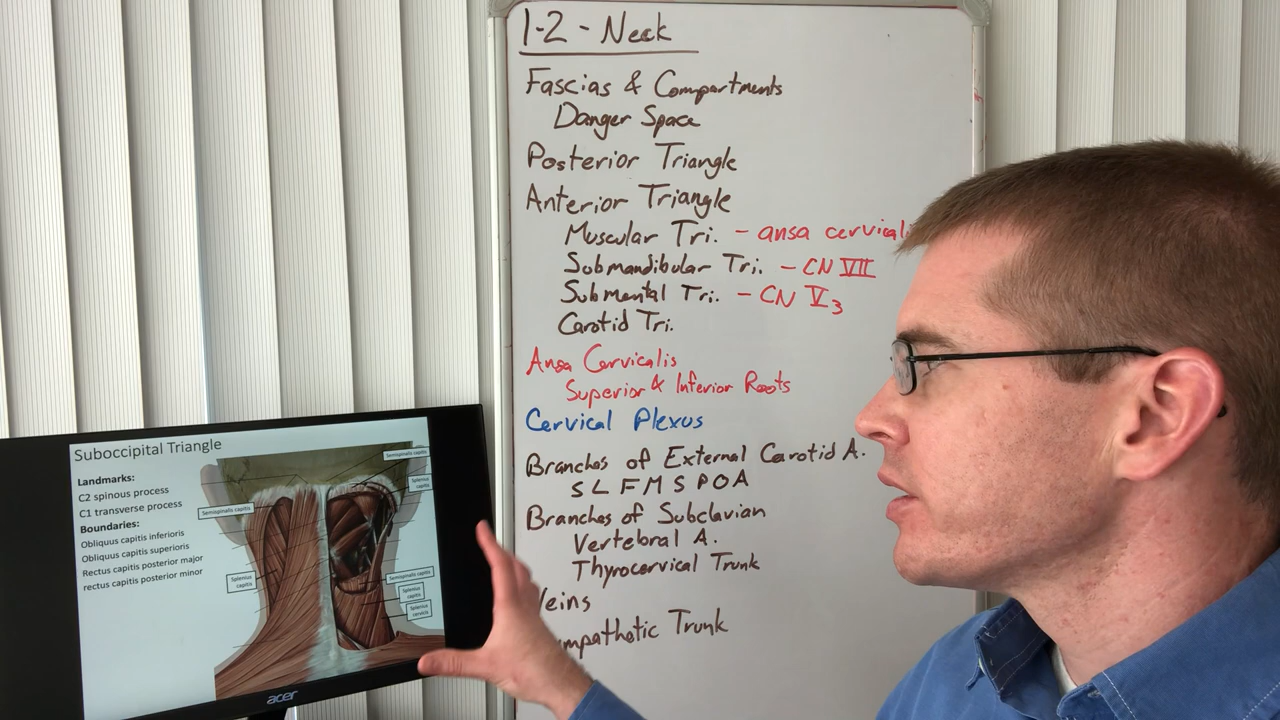 1-2 - Neck
Fascias & Compartments
Danger Space
Posterior Triangle
Anterior Triangle
Muscular Tri. - ansa cervical
Submandibular Tri. - CN VII
Submental Tri. - CN V3
Carotid Tri.
Ansa Cervicalis
Superior & Inferior Roots
Cervical Plexus
Branches of External Carotid A.
S L F M S P O A
Branches of Subclavian
Vertebral A.
Thyrocervical Trunk
eins
mpathetic Trunk
Suboccipital Triangle
Landmarks:
C2 spinous process
C1 transverse process
Boundaries:
Obliquus capitis inferioris
Obliquus capitis superioris
Rectus capitis posterior major
rectus capitis posterior minor
Semispinalis capitis
Splenius capitis
Semispinalis capitis
Splenius capitis
Semispinalis capitis
Splenius capitis
Splenius cervicis
acer